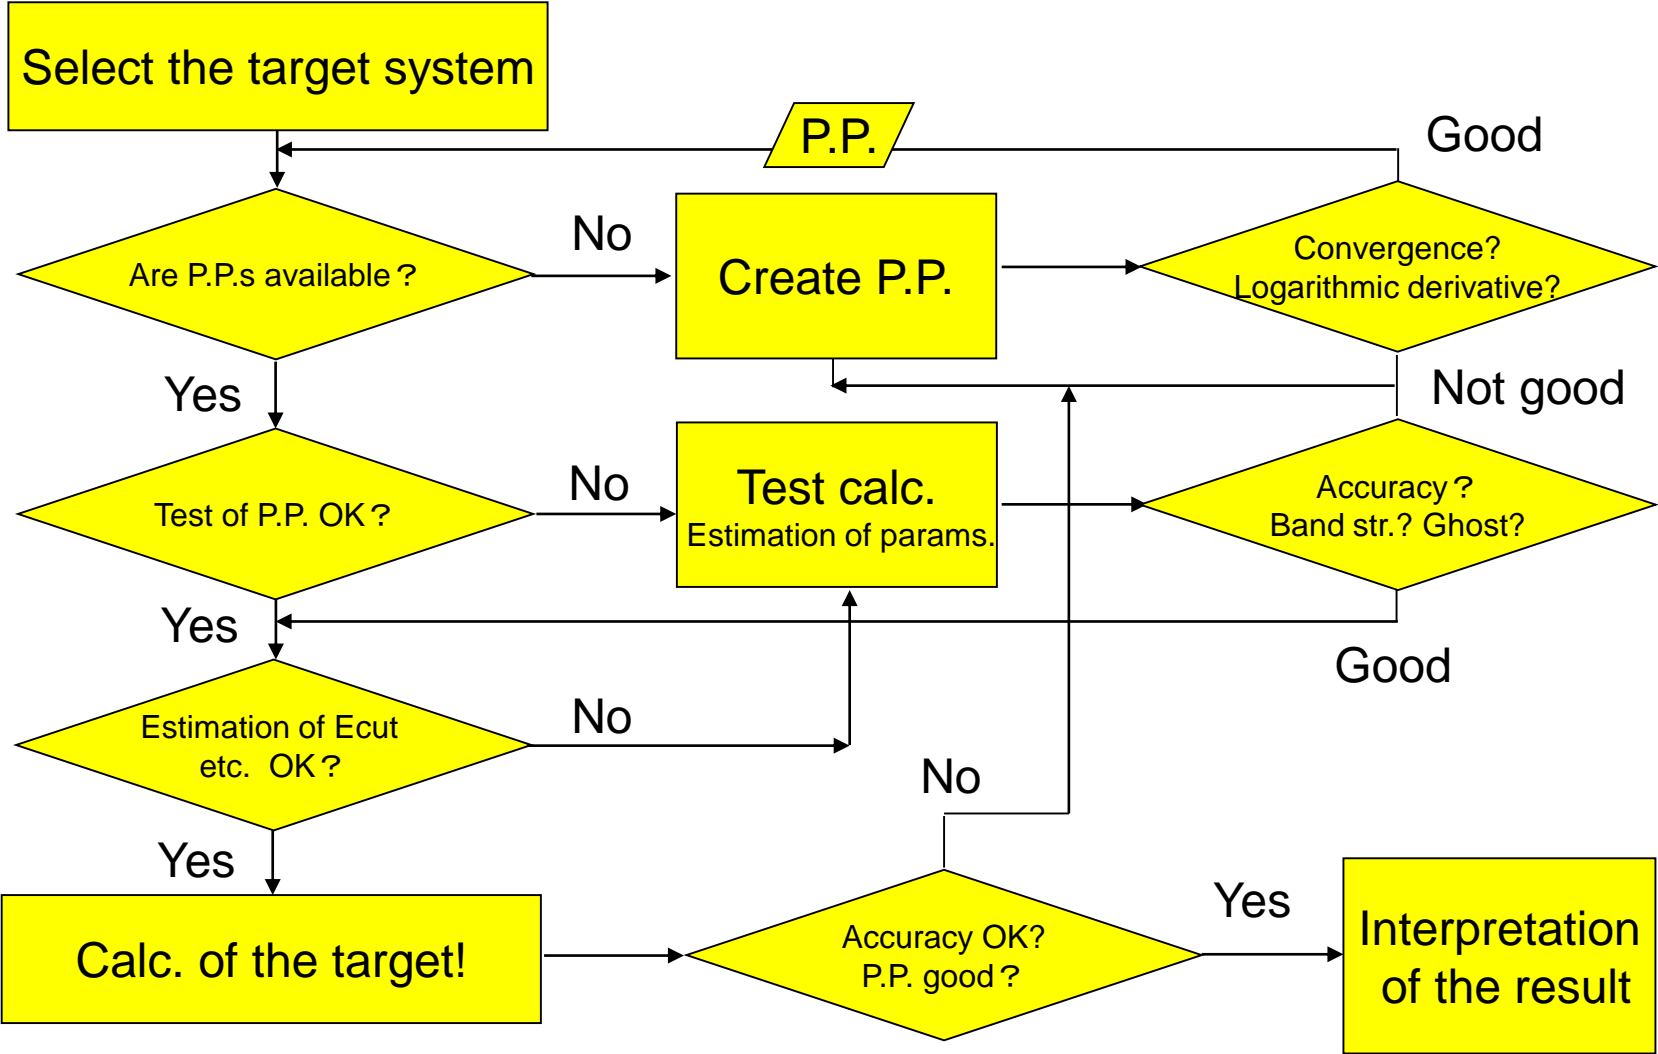 Select the target system
P.P.
Good
No
Are P.P.s available？
Create P.P.
Convergence?
Logarithmic derivative?
Yes
Not good
No
Test of P.P. OK？
Test calc.
Estimation of params.
Accuracy？
Band str.? Ghost?
Yes
Good
Estimation of Ecut
etc. OK？
No
No
Yes
Calc. of the target!
Accuracy OK?
P.P. good？
Yes
Interpretation
of the result